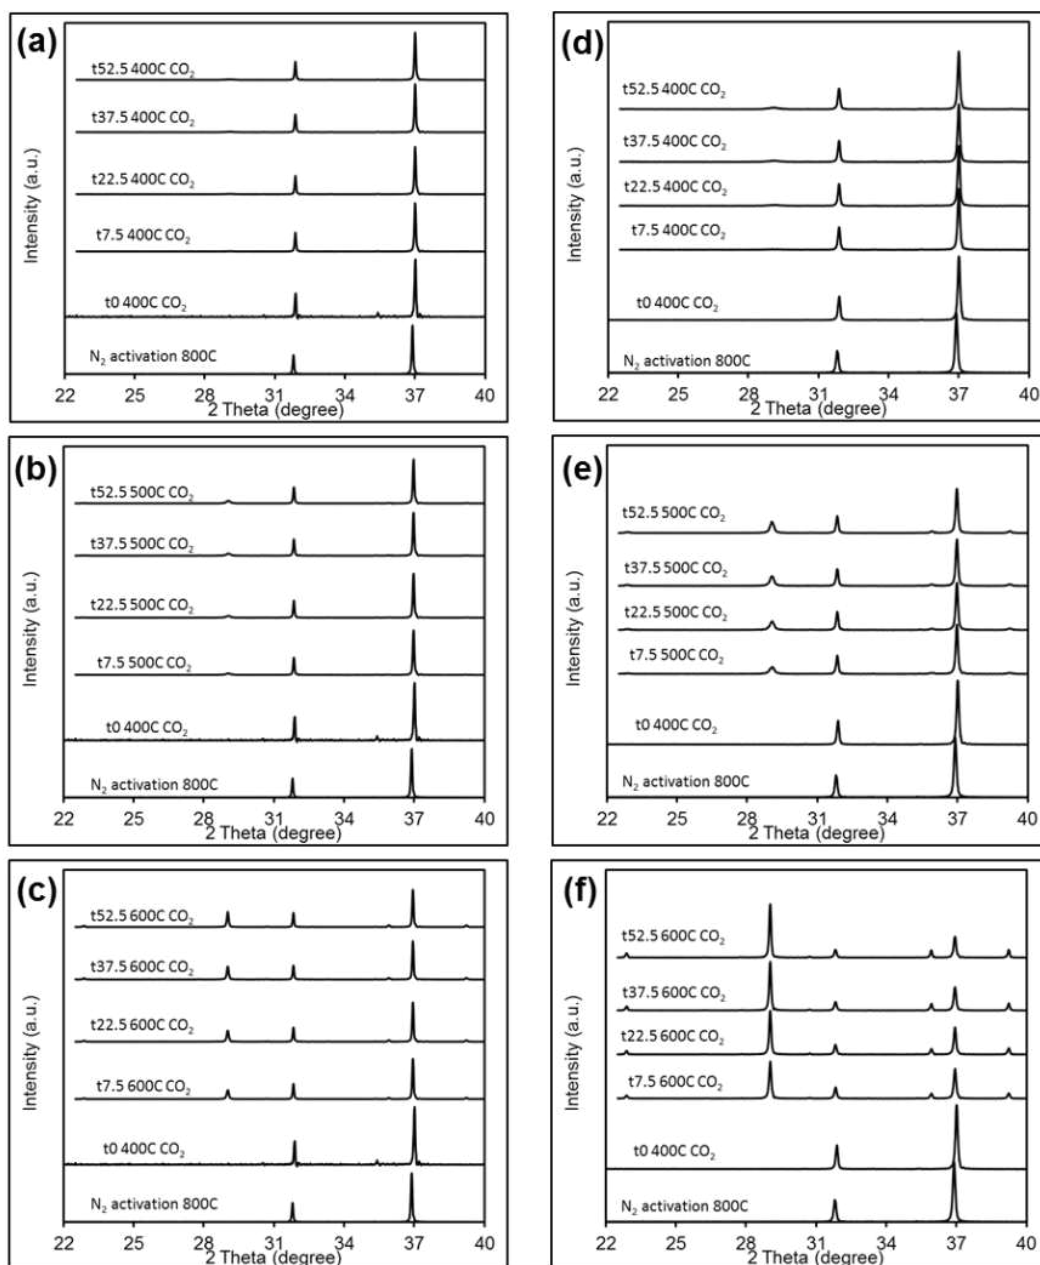 (a)
Intensity (a.u.)
t52.5 400C CO₂
t37.5 400C CO₂
t22.5 400C CO₂
t7.5 400C CO₂
t0 400C CO₂
N₂ activation 800C
22 25 28 31 34 37 40
2 Theta (degree)
(d)
Intensity (a.u.)
t52.5 400C CO₂
t37.5 400C CO₂
t22.5 400C CO₂
t7.5 400C CO₂
t0 400C CO₂
N₂ activation 800C
22 25 28 31 34 37 40
2 Theta (degree)
(b)
Intensity (a.u.)
t52.5 500C CO₂
t37.5 500C CO₂
t22.5 500C CO₂
t7.5 500C CO₂
t0 400C CO₂
N₂ activation 800C
22 25 28 31 34 37 40
2 Theta (degree)
(e)
Intensity (a.u.)
t52.5 500C CO₂
t37.5 500C CO₂
t22.5 500C CO₂
t7.5 500C CO₂
t0 400C CO₂
N₂ activation 800C
22 25 28 31 34 37 40
2 Theta (degree)
(c)
Intensity (a.u.)
t52.5 600C CO₂
t37.5 600C CO₂
t22.5 600C CO₂
t7.5 600C CO₂
t0 400C CO₂
N₂ activation 800C
22 25 28 31 34 37 40
2 Theta (degree)
(f)
Intensity (a.u.)
t52.5 600C CO₂
t37.5 600C CO₂
t22.5 600C CO₂
t7.5 600C CO₂
t0 400C CO₂
N₂ activation 800C
22 25 28 31 34 37 40
2 Theta (degree)